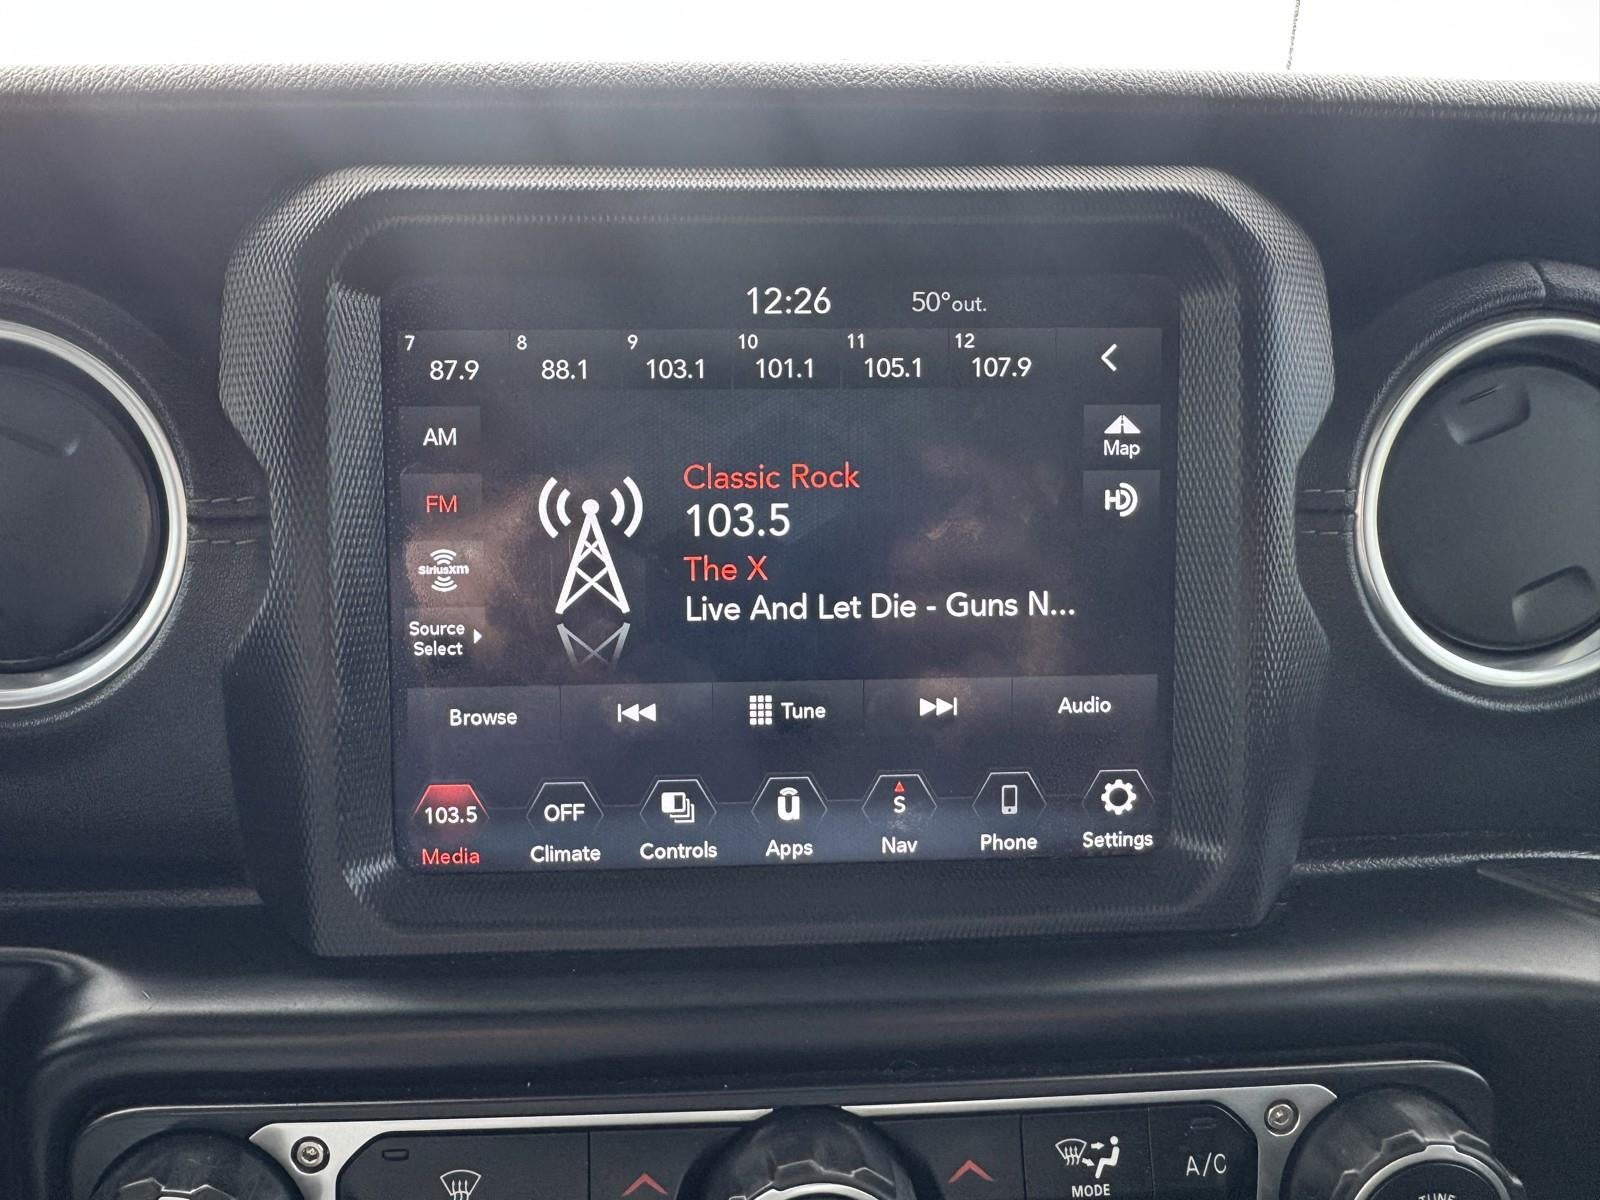 12:26 50°out.
7 8 9 10 11 12
87.9 88.1 103.1 101.1 105.1 107.9
AM
Map
FM
HD
Classic Rock
103.5
The X
Live And Let Die - Guns N...
SiriusXM
Source
Select
Browse Tune Audio
103.5 OFF u S
Media Climate Controls Apps Nav Phone Settings
MODE
A/C
TUNE